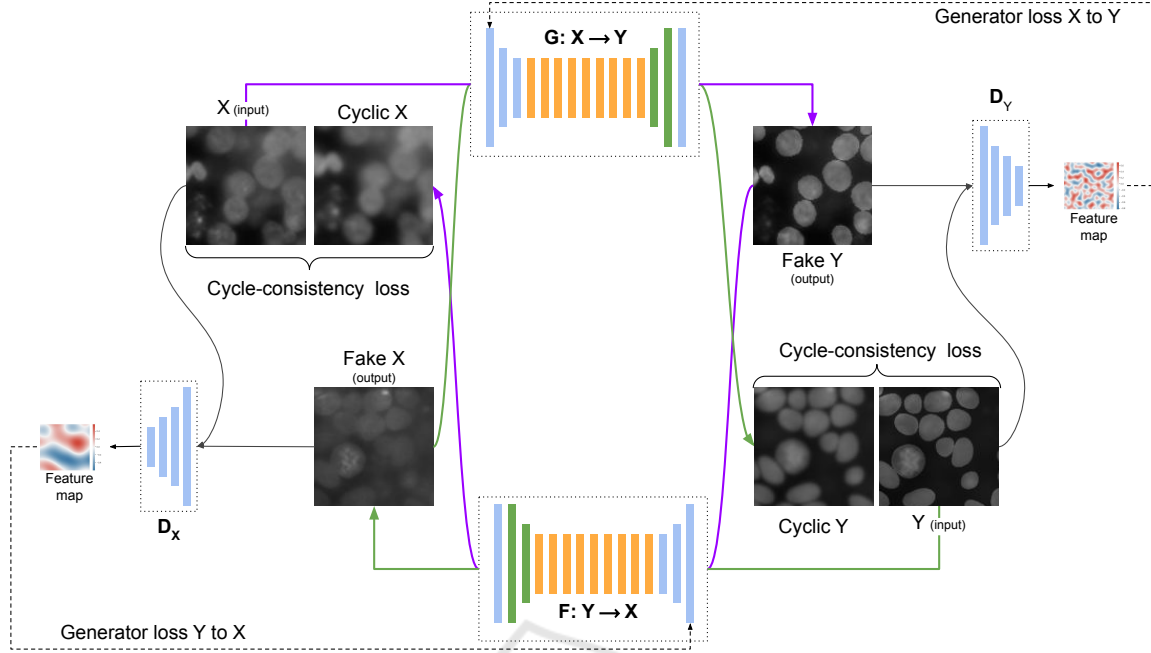 Generator loss X to Y
G: X → Y
X (input)
Cyclic X
D_Y
Feature
map
Fake Y
(output)
Cycle-consistency loss
Cycle-consistency loss
Fake X
(output)
Feature
map
D_X
Cyclic Y
Y (input)
F: Y → X
Generator loss Y to X